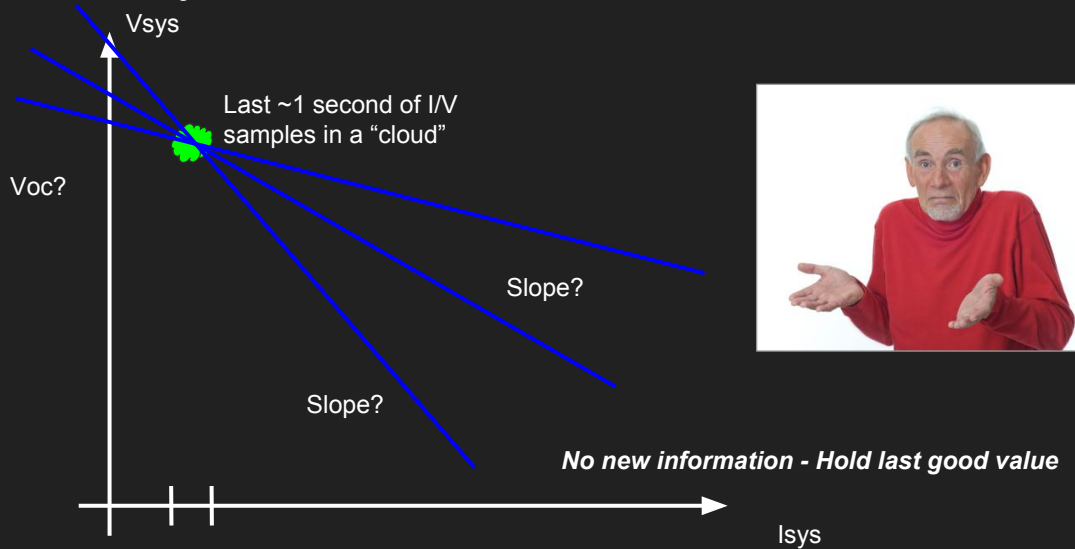 Vsys
Last ~1 second of I/V
samples in a “cloud”
Voc?
Slope?
Slope?
No new information - Hold last good value
Isys